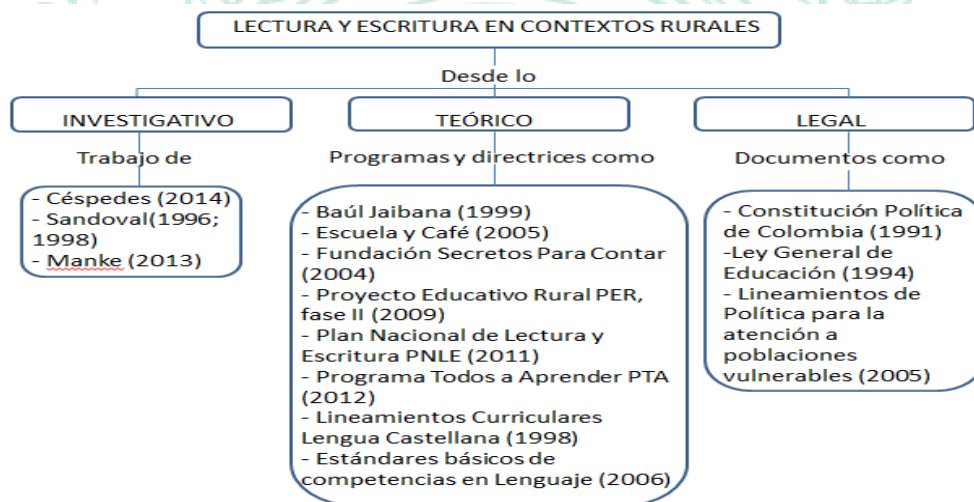 LECTURA Y ESCRITURA EN CONTEXTOS RURALES
Desde lo
INVESTIGATIVO
Trabajo de
- Céspedes (2014)
- Sandoval(1996;
1998)
- Manke (2013)
TEÓRICO
Programas y directrices como
- Baúl Jaibana (1999)
- Escuela y Café (2005)
- Fundación Secretos Para Contar
(2004)
- Proyecto Educativo Rural PER,
fase II (2009)
- Plan Nacional de Lectura y
Escritura PNLE (2011)
- Programa Todos a Aprender PTA
(2012)
- Lineamientos Curriculares
Lengua Castellana (1998)
- Estándares básicos de
competencias en Lenguaje (2006)
LEGAL
Documentos como
- Constitución Política
de Colombia (1991)
-Ley General de
Educación (1994)
- Lineamientos de
Política para la
atención a
poblaciones
vulnerables (2005)